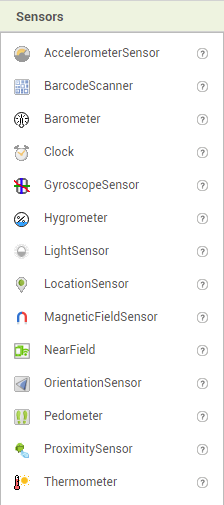 Sensors
AccelerometerSensor
BarcodeScanner
Barometer
Clock
GyroscopeSensor
Hygrometer
LightSensor
LocationSensor
MagneticFieldSensor
NearField
OrientationSensor
Pedometer
ProximitySensor
Thermometer